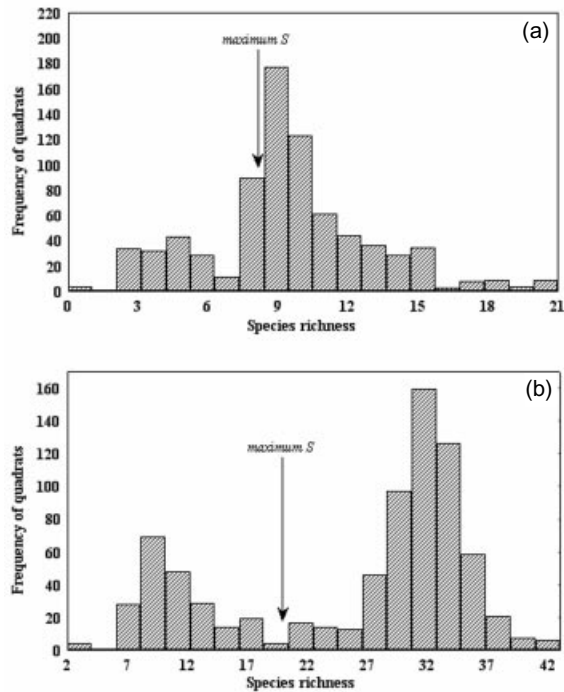 (a)
maximum S
Frequency of quadrats
220
200
180
160
140
120
100
80
60
40
20
0
0 3 6 9 12 15 18 21
Species richness
(b)
maximum S
Frequency of quadrats
160
140
120
100
80
60
40
20
0
2 7 12 17 22 27 32 37 42
Species richness